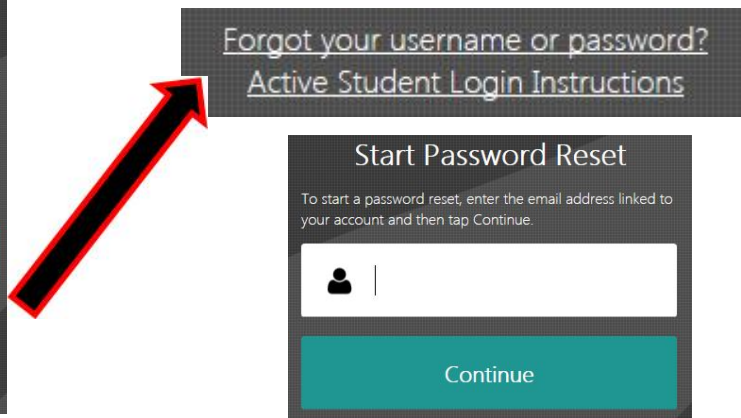 Forgot your username or password?
Active Student Login Instructions
Start Password Reset
To start a password reset, enter the email address linked to
your account and then tap Continue.
Continue